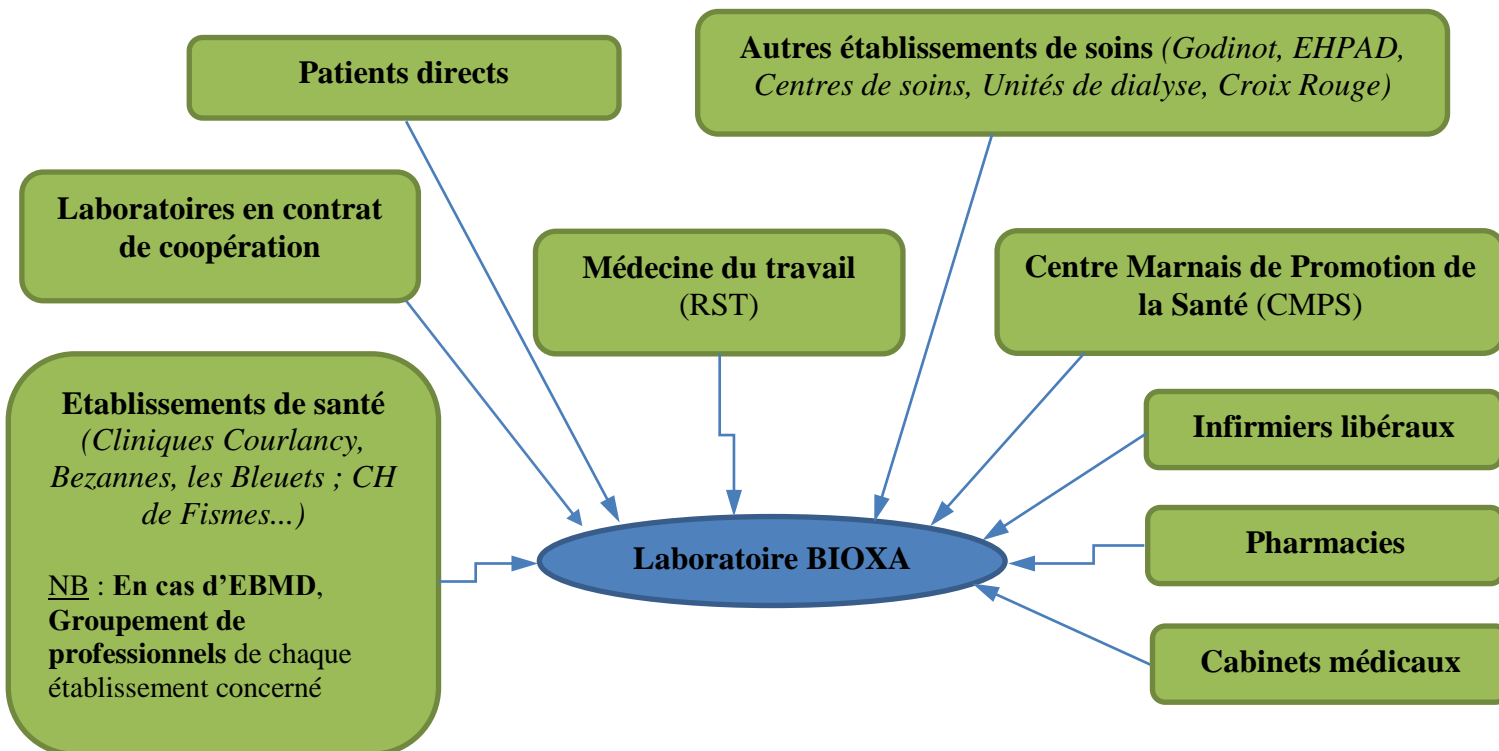 Patients directs
Autres établissements de soins (Godinot, EHPAD,
Centres de soins, Unités de dialyse, Croix Rouge)
Laboratoires en contrat
de coopération
Médecine du travail
(RST)
Centre Marnais de Promotion de
la Santé (CMPS)
Etablissements de santé
(Cliniques Courlancy,
Bezannes, les Bleuets ; CH
de Fismes...)
NB : En cas d’EBMD,
Groupement de
professionnels de chaque
établissement concerné
Infirmiers libéraux
Laboratoire BIOXA
Pharmacies
Cabinets médicaux